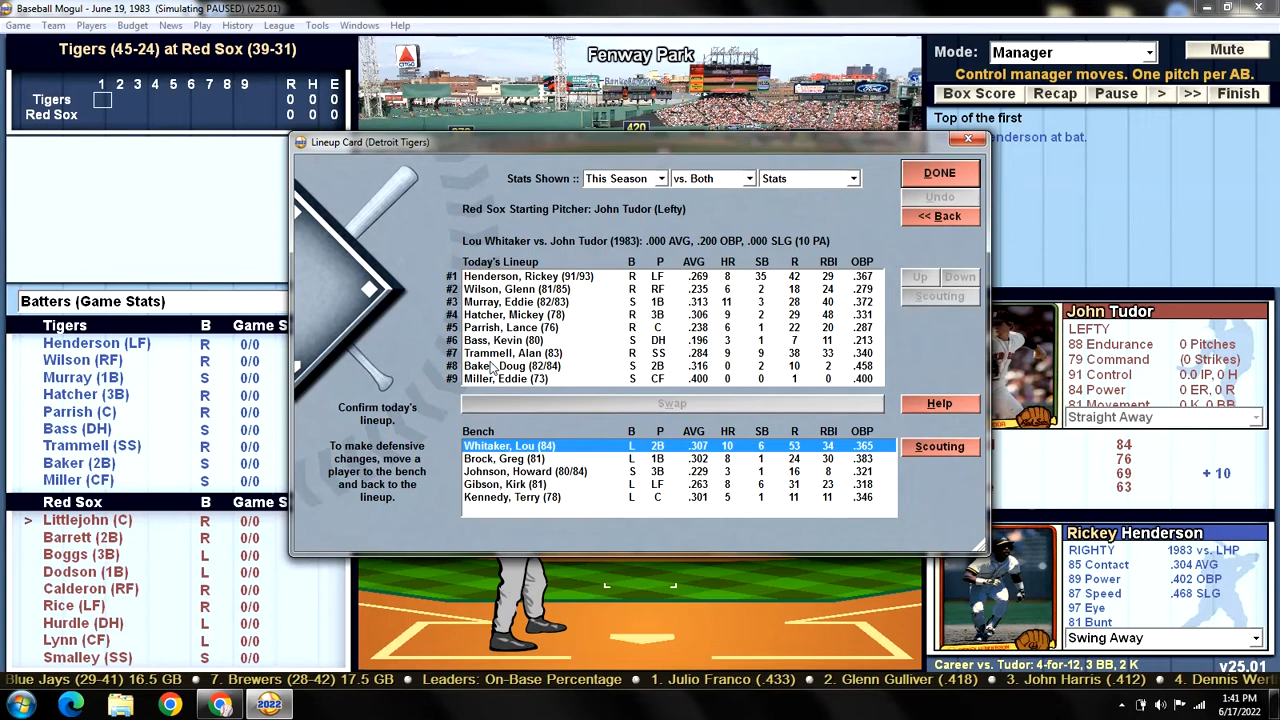 Baseball Mogul - June 19, 1983 (Simulating PAUSED) (v25.01)
Game Team Players Budget News Play History League Tools Windows Help
Tigers (45-24) at Red Sox (39-31)
1 2 3 4 5 6 7 8 9 R H E
Tigers 0 0 0
Red Sox 0 0 0
Fenway Park
420
Ford
Mode: Manager
Mute
Control manager moves. One pitch per AB.
Box Score Recap Pause > >> Finish
Top of the first
enderson at bat.
Lineup Card (Detroit Tigers)
Stats Shown :: This Season vs. Both Stats
DONE
Undo
<< Back
Red Sox Starting Pitcher: John Tudor (Lefty)
Lou Whitaker vs. John Tudor (1983): .000 AVG, .200 OBP, .000 SLG (10 PA)
Today's Lineup B P AVG HR SB R RBI OBP
#1 Henderson, Rickey (91/93) R LF .269 8 35 42 29 .367
#2 Wilson, Glenn (81/85) R RF .235 6 2 18 24 .279
#3 Murray, Eddie (82/83) S 1B .313 11 3 28 40 .372
#4 Hatcher, Mickey (78) R 3B .306 9 2 29 48 .331
#5 Parrish, Lance (76) R C .238 6 1 22 20 .287
#6 Bass, Kevin (80) S DH .196 3 1 7 11 .213
#7 Trammell, Alan (83) R SS .284 9 9 38 33 .340
#8 Bake, Doug (82/84) S 2B .316 0 2 6 2 .458
#9 Miller, Eddie (73) S CF .400 0 0 1 0 .400
Up Down
Scouting
Swap
Help
Confirm today's
lineup.
To make defensive
changes, move a
player to the bench
and back to the
lineup.
Bench B P AVG HR SB R RBI OBP
Whitaker, Lou (84) L 2B .307 10 6 53 34 .365
Brock, Greg (81) L 1B .302 8 1 24 30 .383
Johnson, Howard (80/84) S 3B .229 3 1 16 8 .321
Gibson, Kirk (81) L LF .263 8 6 31 23 .318
Kennedy, Terry (78) L C .301 5 1 11 11 .346
Scouting
Batters (Game Stats)
Tigers B Game S
Henderson (LF) R 0/0
Wilson (RF) R 0/0
Murray (1B) S 0/0
Hatcher (3B) R 0/0
Parrish (C) R 0/0
Bass (DH) S 0/0
Trammell (SS) R 0/0
Baker (2B) S 0/0
Miller (CF) S 0/0
Red Sox B Game S
> Littlejohn (C) R 0/0
Barrett (2B) R 0/0
Boggs (3B) L 0/0
Dodson (1B) L 0/0
Calderon (RF) R 0/0
Rice (LF) R 0/0
Hurdle (DH) L 0/0
Lynn (CF) L 0/0
Smalley (SS) S 0/0
John Tudor
LEFTY
88 Endurance 0 Pitches
79 Command (0 Strikes)
81 Control 0.0 IP, 0 H
84 Power 0 ER, 0 R
81 Movement 0 K, 0 BB
Straight Away
84
76
69
63
+ 10
Rickey Henderson
RIGHTY 1983 vs. LHP
85 Contact .304 AVG
89 Power .402 OBP
87 Speed .468 SLG
97 Eye
81 Bunt
Swing Away
Career vs. Tudor: 4-for-12, 3 BB, 2 K
v25.01
Blue Jays (29-41) 16.5 GB • 7. Brewers (28-42) 17.5 GB • Leaders: On-Base Percentage • 1. Julio Franco (.433) • 2. Glenn Gulliver (.418) • 3. John Harris (.412) • 4. Dennis Wert
2022
1:41 PM
6/17/2022